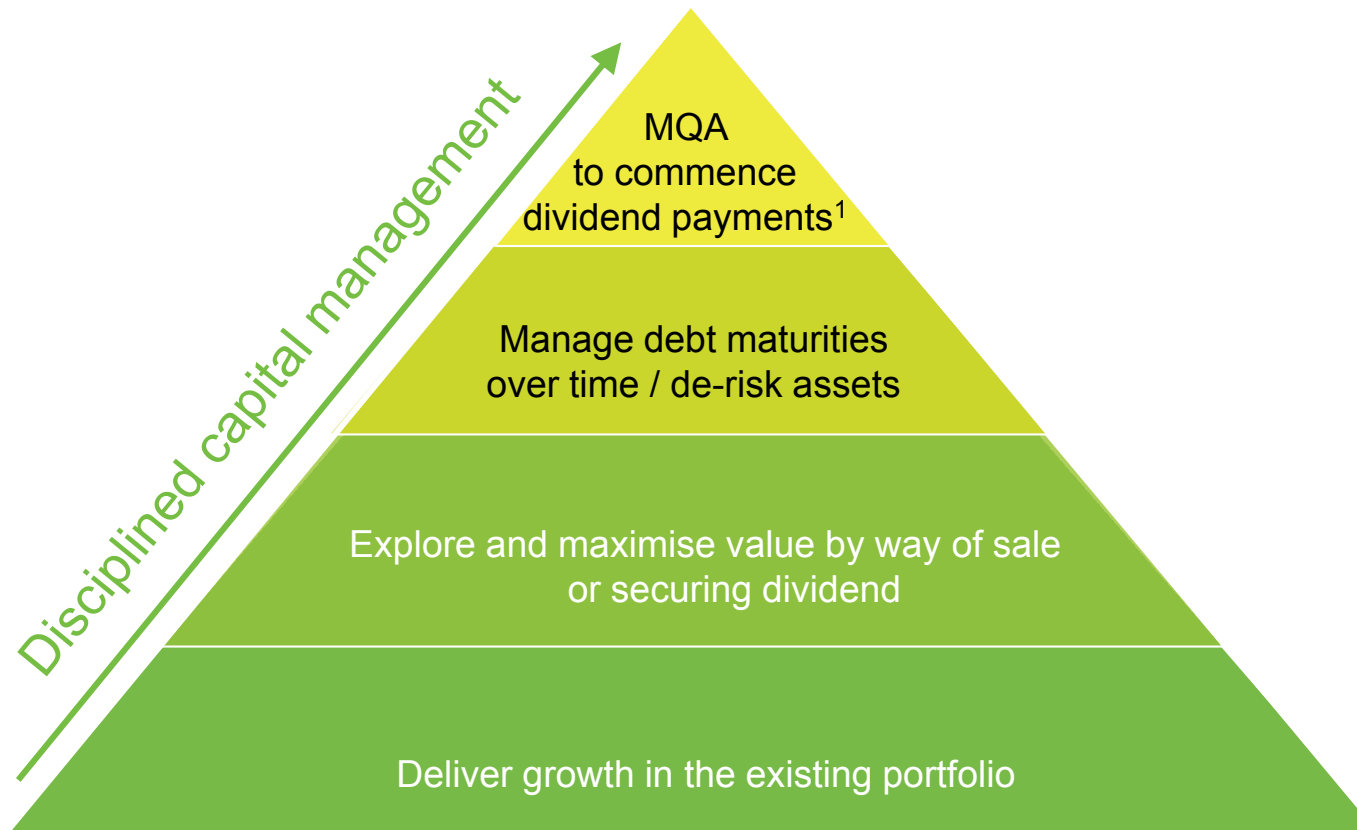 Disciplined capital management
MQA
to commence
dividend payments¹
Manage debt maturities
over time / de-risk assets
Explore and maximise value by way of sale
or securing dividend
Deliver growth in the existing portfolio